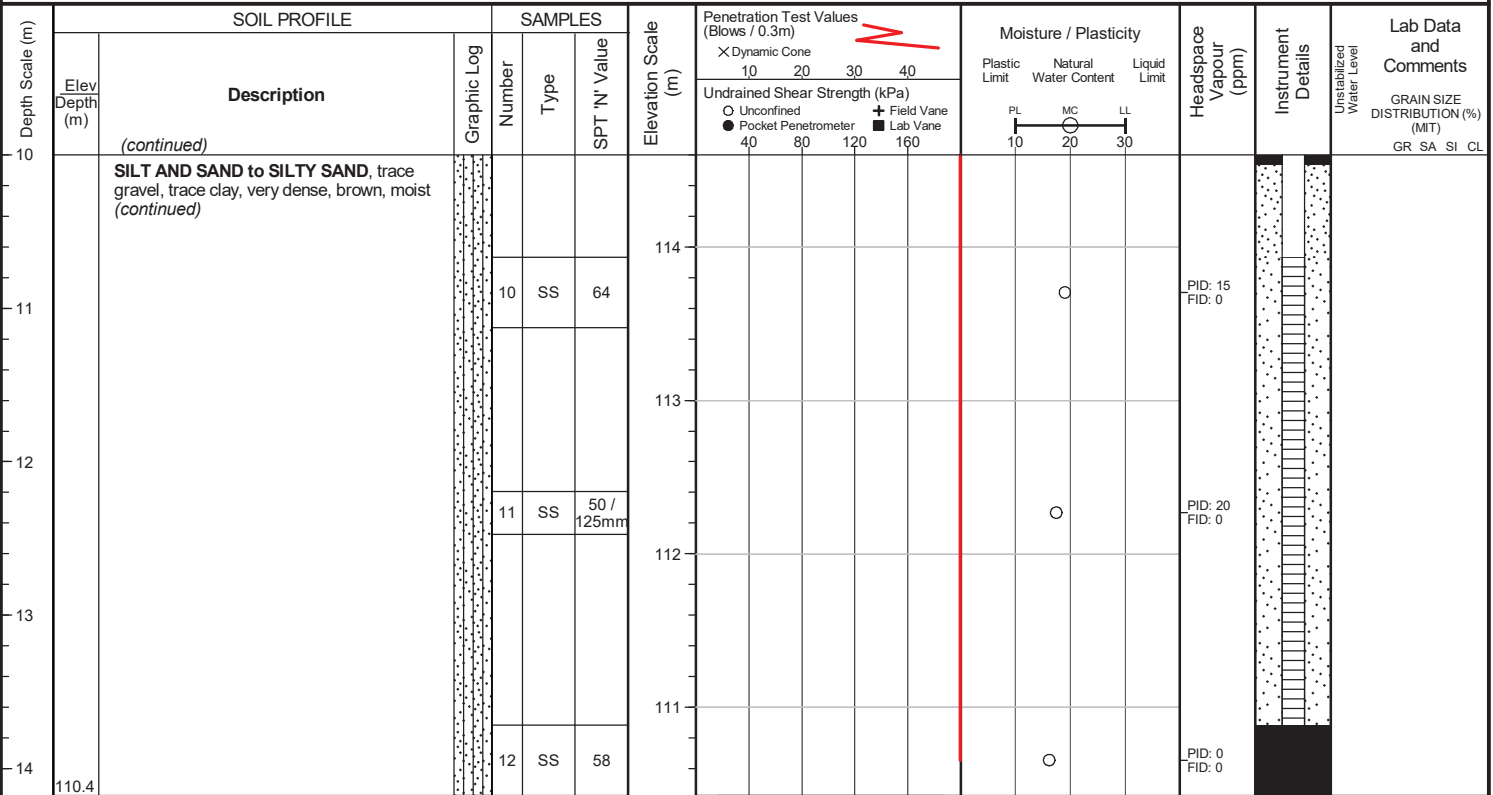 SOIL PROFILE
SAMPLES
Depth Scale (m)
Elev
Depth
(m)
Description
(continued)
Graphic Log
Number
Type
SPT 'N' Value
Elevation Scale
(m)
Penetration Test Values
(Blows / 0.3m)
× Dynamic Cone
10 20 30 40
Undrained Shear Strength (kPa)
Unconfined
+ Field Vane
Pocket Penetrometer
Lab Vane
40 80 120 160
Moisture / Plasticity
Plastic
Limit
Natural
Water Content
Liquid
Limit
PL MC LL
10 20 30
Headspace
Vapour
(ppm)
Instrument
Details
Unstabilized
Water Level
Lab Data
and
Comments
GRAIN SIZE
DISTRIBUTION (%)
(MIT)
GR SA SI CL
10
SILT AND SAND to SILTY SAND, trace
gravel, trace clay, very dense, brown, moist
(continued)
114
10 SS 64
PID: 15
FID: 0
11
113
12
11 SS 50 /
125mm
PID: 20
FID: 0
112
13
111
12 SS 58
PID: 0
FID: 0
14
110.4